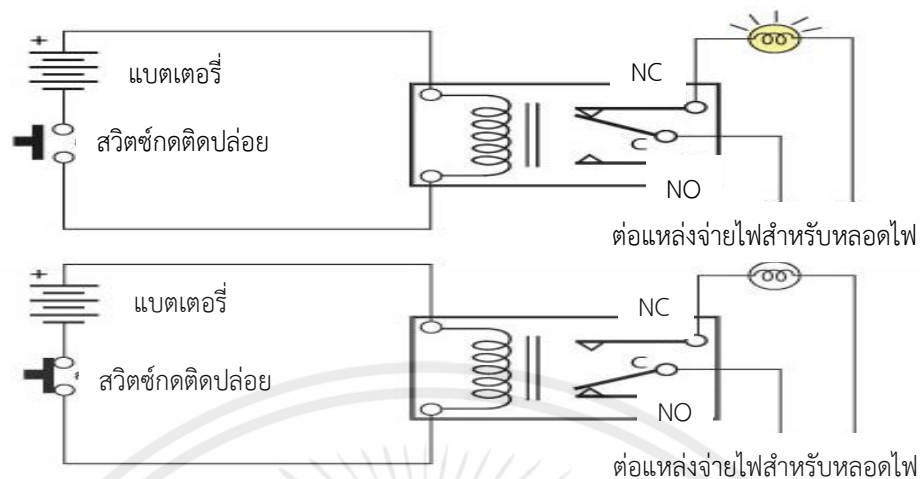 +
แบตเตอรี่
สวิตซ์กดติดปล่อย
NC
C
NO
ต่อแหล่งจ่ายไฟสำหรับหลอดไฟ
+
แบตเตอรี่
สวิตซ์กดติดปล่อย
NC
C
NO
ต่อแหล่งจ่ายไฟสำหรับหลอดไฟ